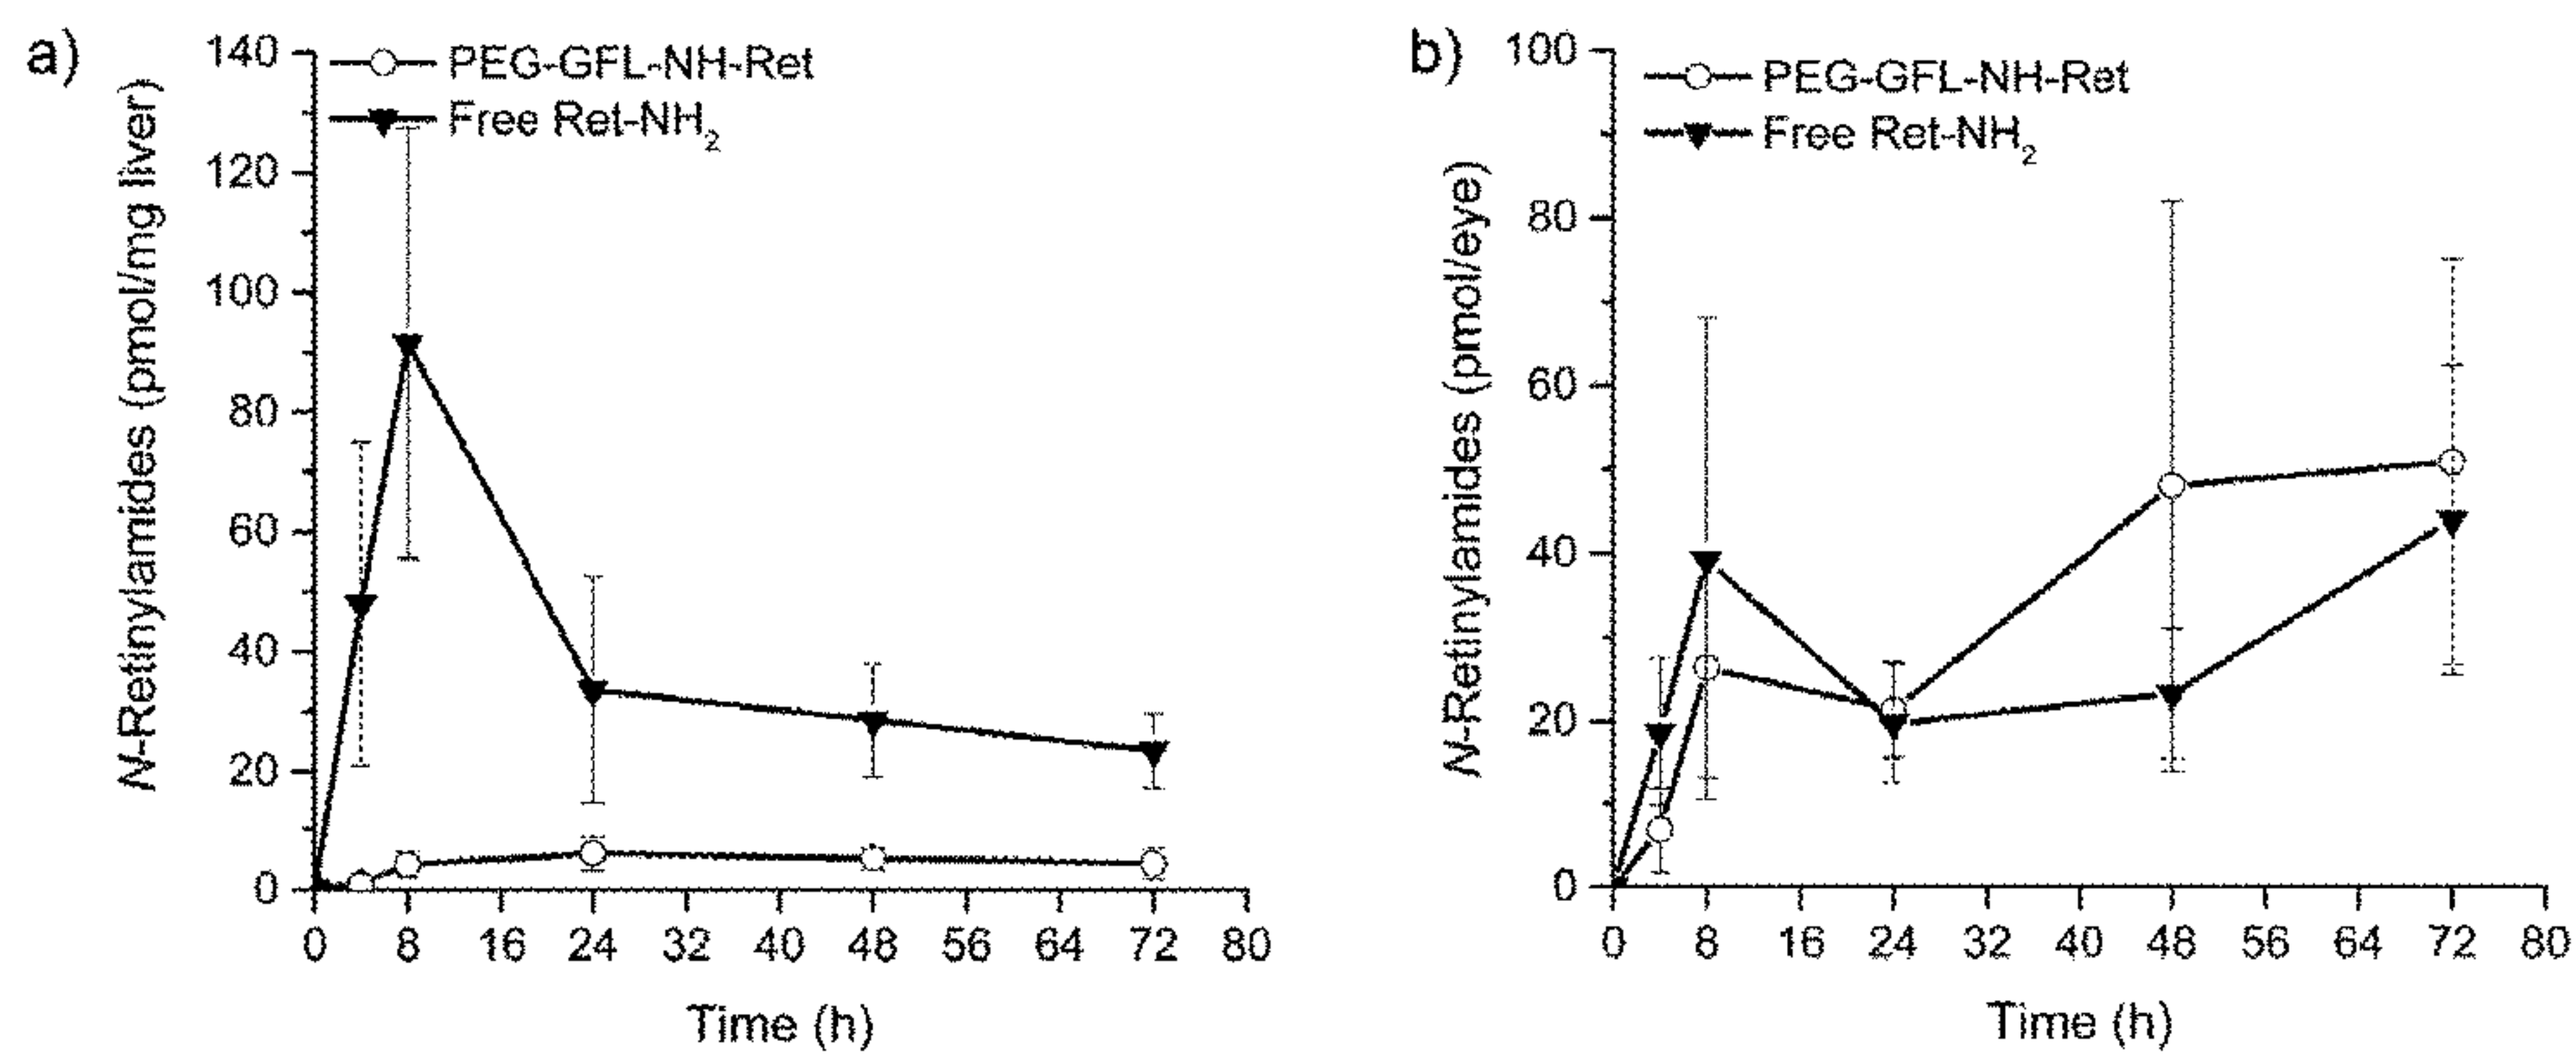 a)
PEG-GFL-NH-Ret
Free Ret-NH2
N-Retinylamides (pmol/mg liver)
140
120
100
80
60
40
20
0
0 8 16 24 32 40 48 56 64 72 80
Time (h)
b)
PEG-GFL-NH-Ret
Free Ret-NH2
N-Retinylamides (pmol/eye)
100
80
60
40
20
0
0 8 16 24 32 40 48 56 64 72 80
Time (h)